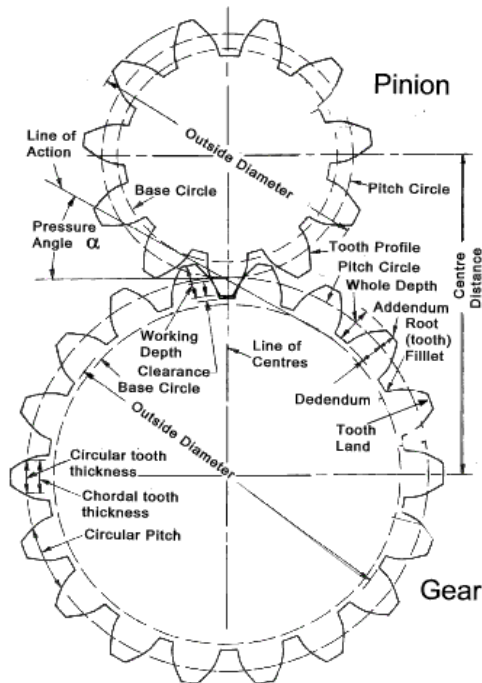 Pinion
Line of
Action
Outside Diameter
Base Circle
Pitch Circle
Pressure
Angle α
Tooth Profile
Pitch Circle
Whole Depth
Centre
Distance
Addendum
Root
(tooth)
Filllet
Working
Depth
Clearance
Base Circle
Line of
Centres
Dedendum
Tooth
Land
Outside Diameter
Circular tooth
thickness
Chordal tooth
thickness
Circular Pitch
Gear